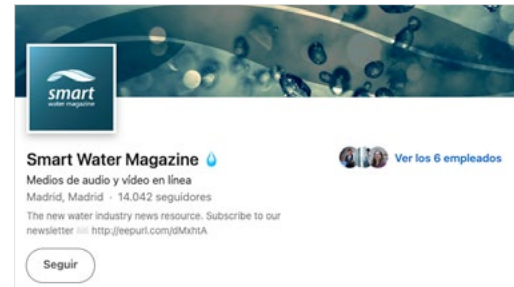 smart
water magazine
Smart Water Magazine
Ver los 6 empleados
Medios de audio y vídeo en línea
Madrid, Madrid · 14.042 seguidores
The new water industry news resource. Subscribe to our
newsletter http://eepurl.com/dMxhtA
Seguir